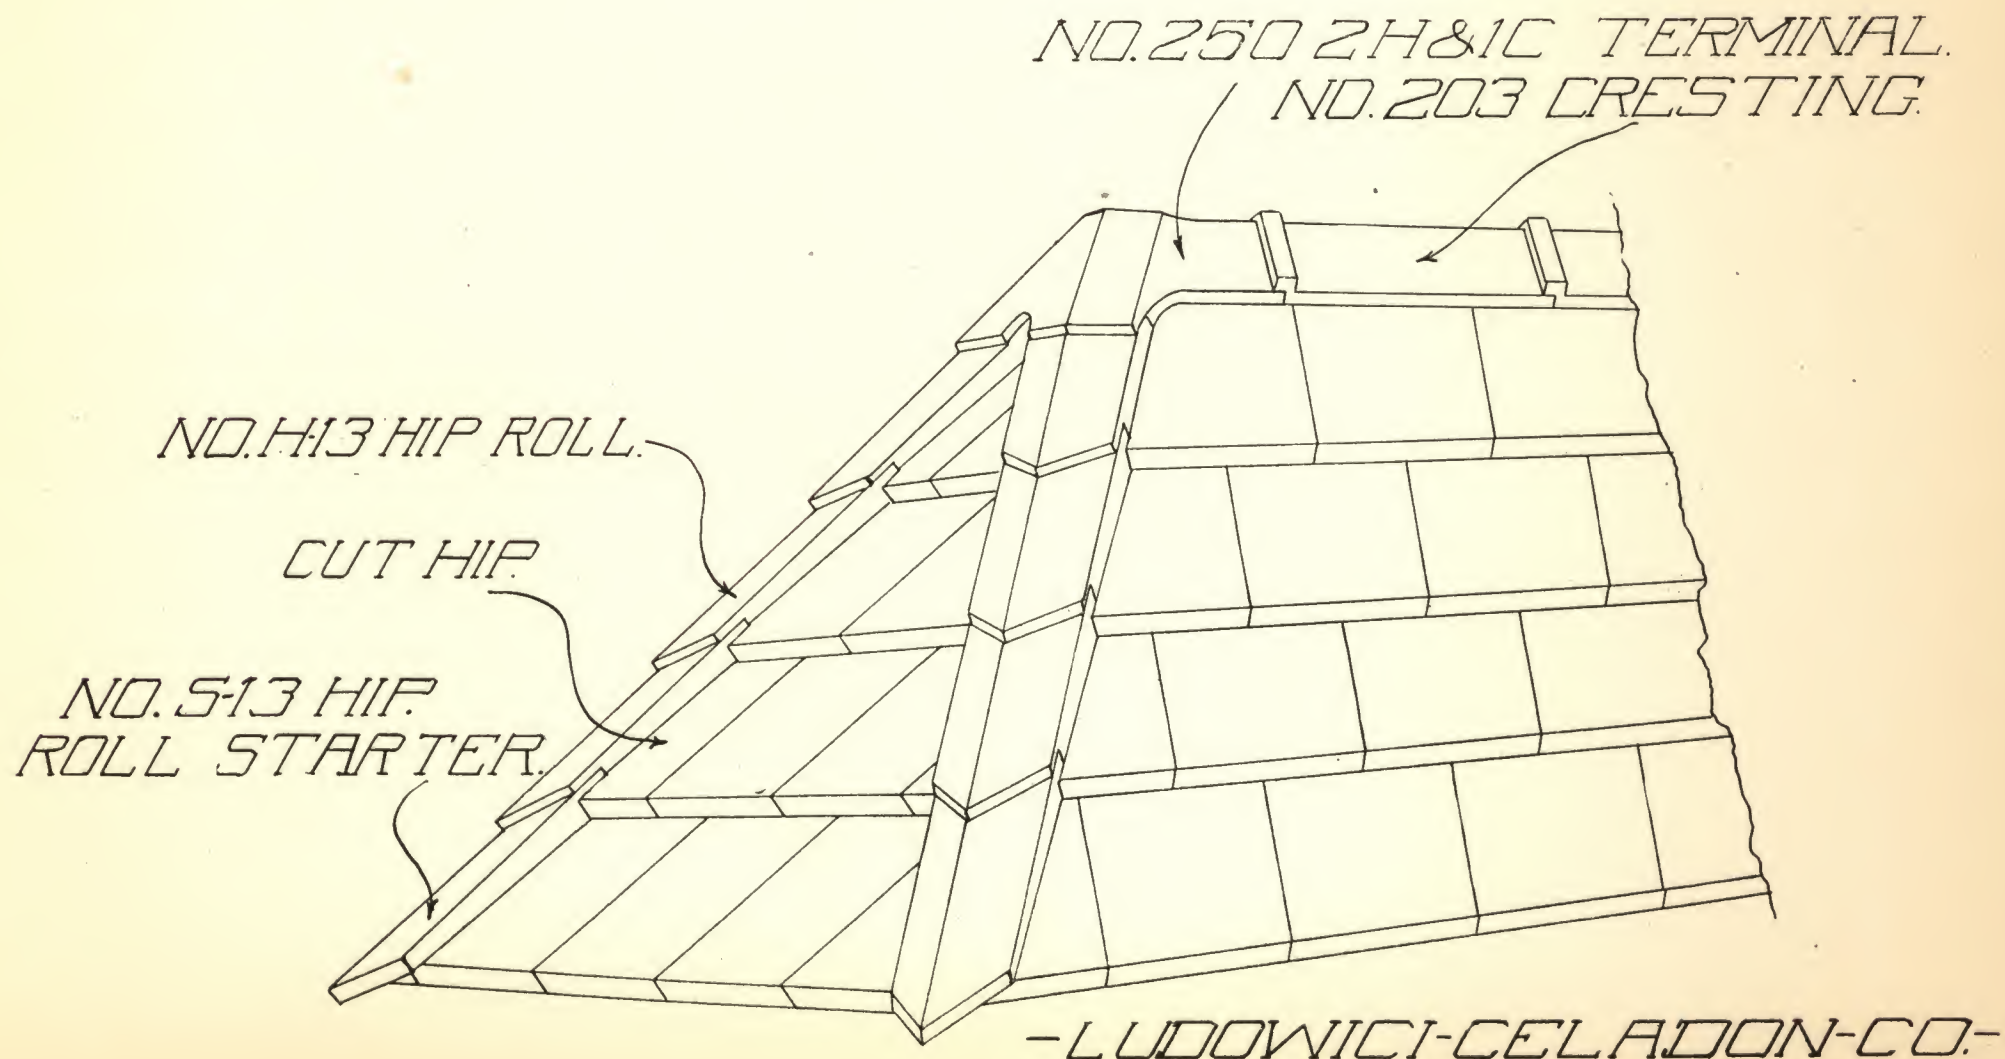 NO. 250 2H&1C TERMINAL.
NO. 203 CRESTING.
NO. H-13 HIP ROLL.
CUT HIP.
NO. S-13 HIP.
ROLL STARTER.
-LUDOWICI-CELADON-CO.-